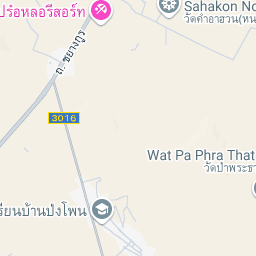 ปร๋อหลอรีสอร์ท
Sahakon No
วัดคำอาฮวน(หน
ถ. ชยางกูร
3016
Wat Pa Phra That
วัดป่าพระธา
รียนบ้านป่งโพน